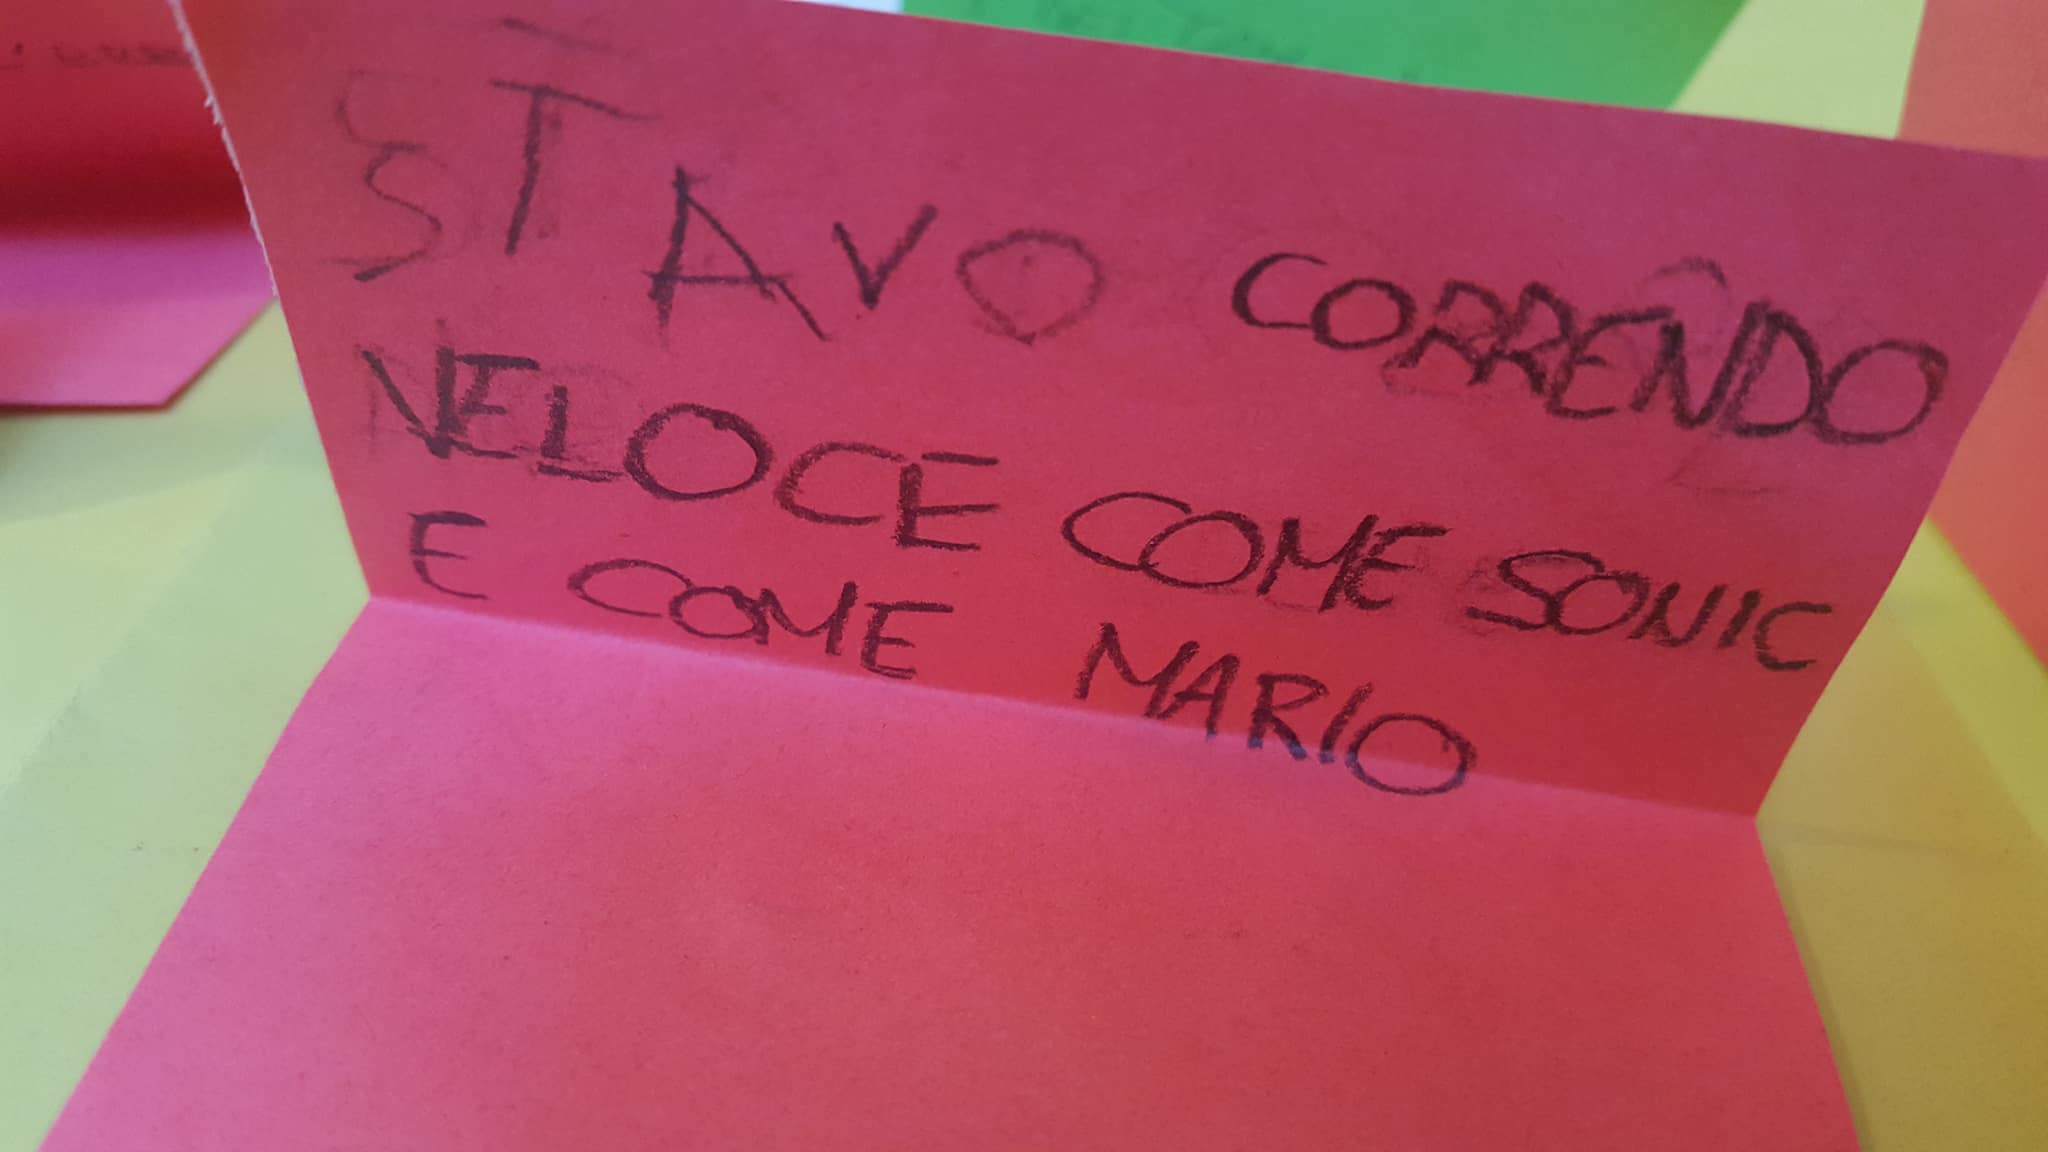 STAVO CORRENDO
VELOCE COME SONIC
E COME MARIO